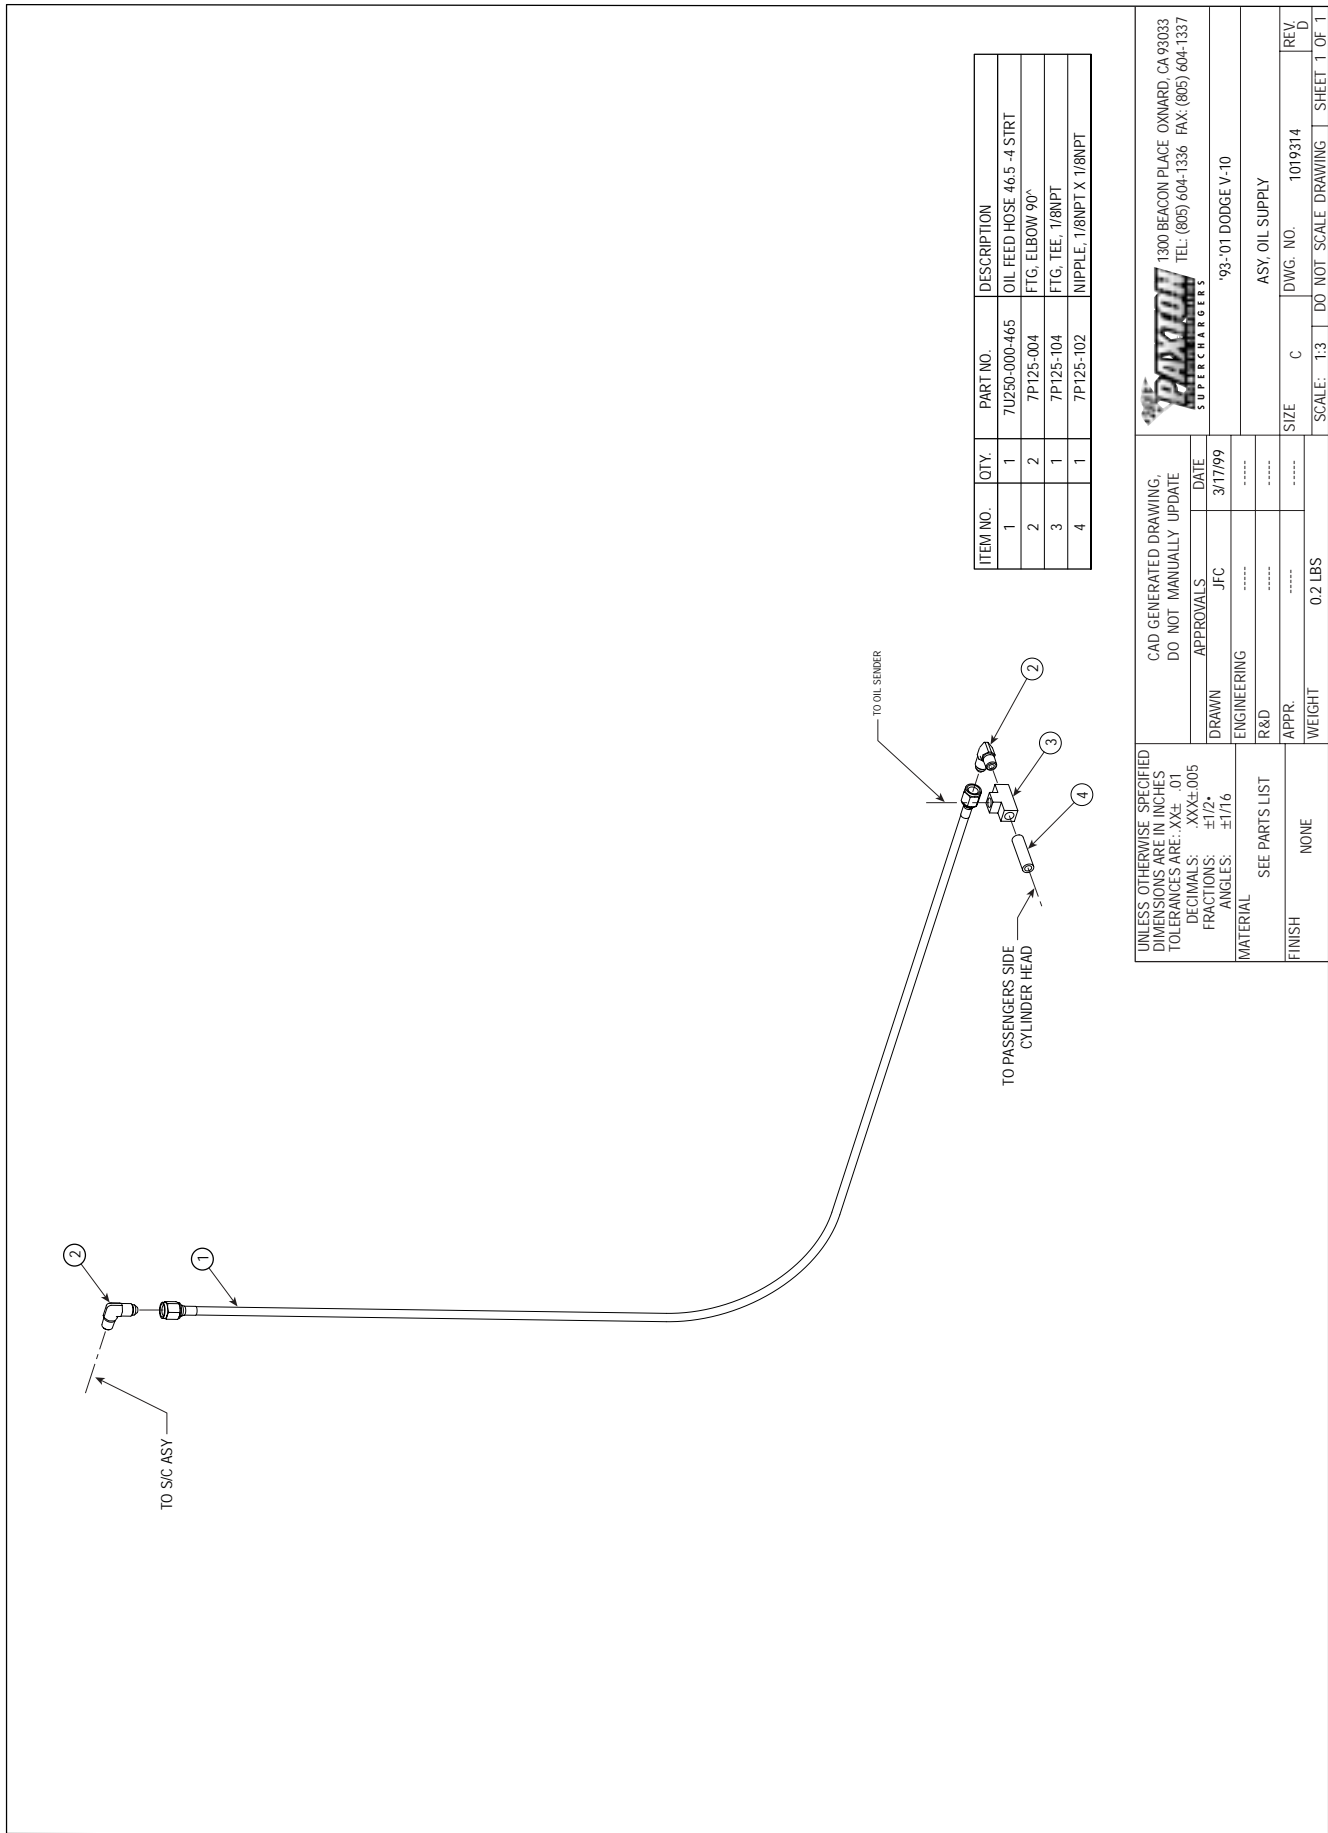 2
1
TO S/C ASY
TO OIL SENDER
2
3
4
TO PASSENGERS SIDE
CYLINDER HEAD
ITEM NO. QTY. PART NO. DESCRIPTION
1 1 7U250-000-465 OIL FEED HOSE 46.5 -4 STRT
2 2 7P125-004 FTG, ELBOW 90^
3 1 7P125-104 FTG, TEE, 1/8NPT
4 1 7P125-102 NIPPLE, 1/8NPT X 1/8NPT
UNLESS OTHERWISE SPECIFIED
DIMENSIONS ARE IN INCHES
TOLERANCES ARE: .XX± .01
DECIMALS: .XXX±.005
FRACTIONS: ±1/2•
ANGLES: ±1/16
MATERIAL
SEE PARTS LIST
FINISH
NONE
CAD GENERATED DRAWING,
DO NOT MANUALLY UPDATE
APPROVALS DATE
DRAWN JFC 3/17/99
ENGINEERING ----- -----
R&D ----- -----
APPR. ----- -----
WEIGHT 0.2 LBS
PAXTON
SUPERCHARGERS
1300 BEACON PLACE OXNARD, CA 93033
TEL: (805) 604-1336 FAX: (805) 604-1337
'93-'01 DODGE V-10
ASY, OIL SUPPLY
SIZE C DWG. NO. 1019314 REV. D
SCALE: 1:3 DO NOT SCALE DRAWING SHEET 1 OF 1